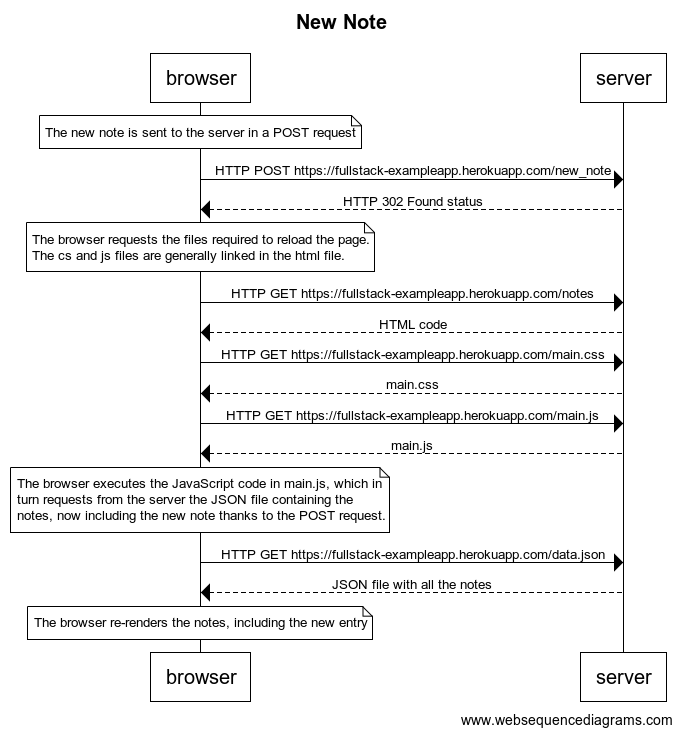 New Note
browser
server
The new note is sent to the server in a POST request
HTTP POST https://fullstack-exampleapp.herokuapp.com/new_note
HTTP 302 Found status
The browser requests the files required to reload the page.
The cs and js files are generally linked in the html file.
HTTP GET https://fullstack-exampleapp.herokuapp.com/notes
HTML code
HTTP GET https://fullstack-exampleapp.herokuapp.com/main.css
main.css
HTTP GET https://fullstack-exampleapp.herokuapp.com/main.js
main.js
The browser executes the JavaScript code in main.js, which in
turn requests from the server the JSON file containing the
notes, now including the new note thanks to the POST request.
HTTP GET https://fullstack-exampleapp.herokuapp.com/data.json
JSON file with all the notes
The browser re-renders the notes, including the new entry
browser
server
www.websequencediagrams.com